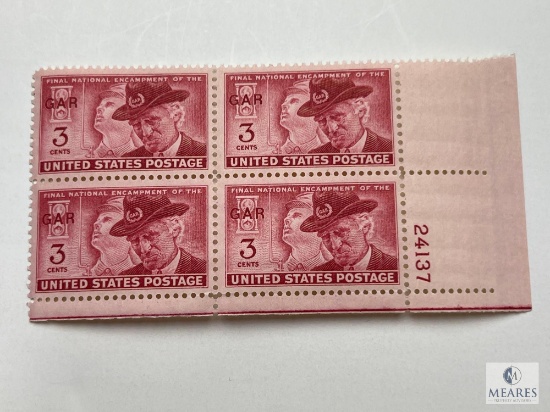 FINAL NATIONAL ENCAMPMENT OF THE
GAR
3
CENTS
UNITED STATES POSTAGE
FINAL NATIONAL ENCAMPMENT OF THE
GAR
3
CENTS
UNITED STATES POSTAGE
FINAL NATIONAL ENCAMPMENT OF THE
GAR
3
CENTS
UNITED STATES POSTAGE
FINAL NATIONAL ENCAMPMENT OF THE
GAR
3
CENTS
UNITED STATES POSTAGE
24137
M
MEARES